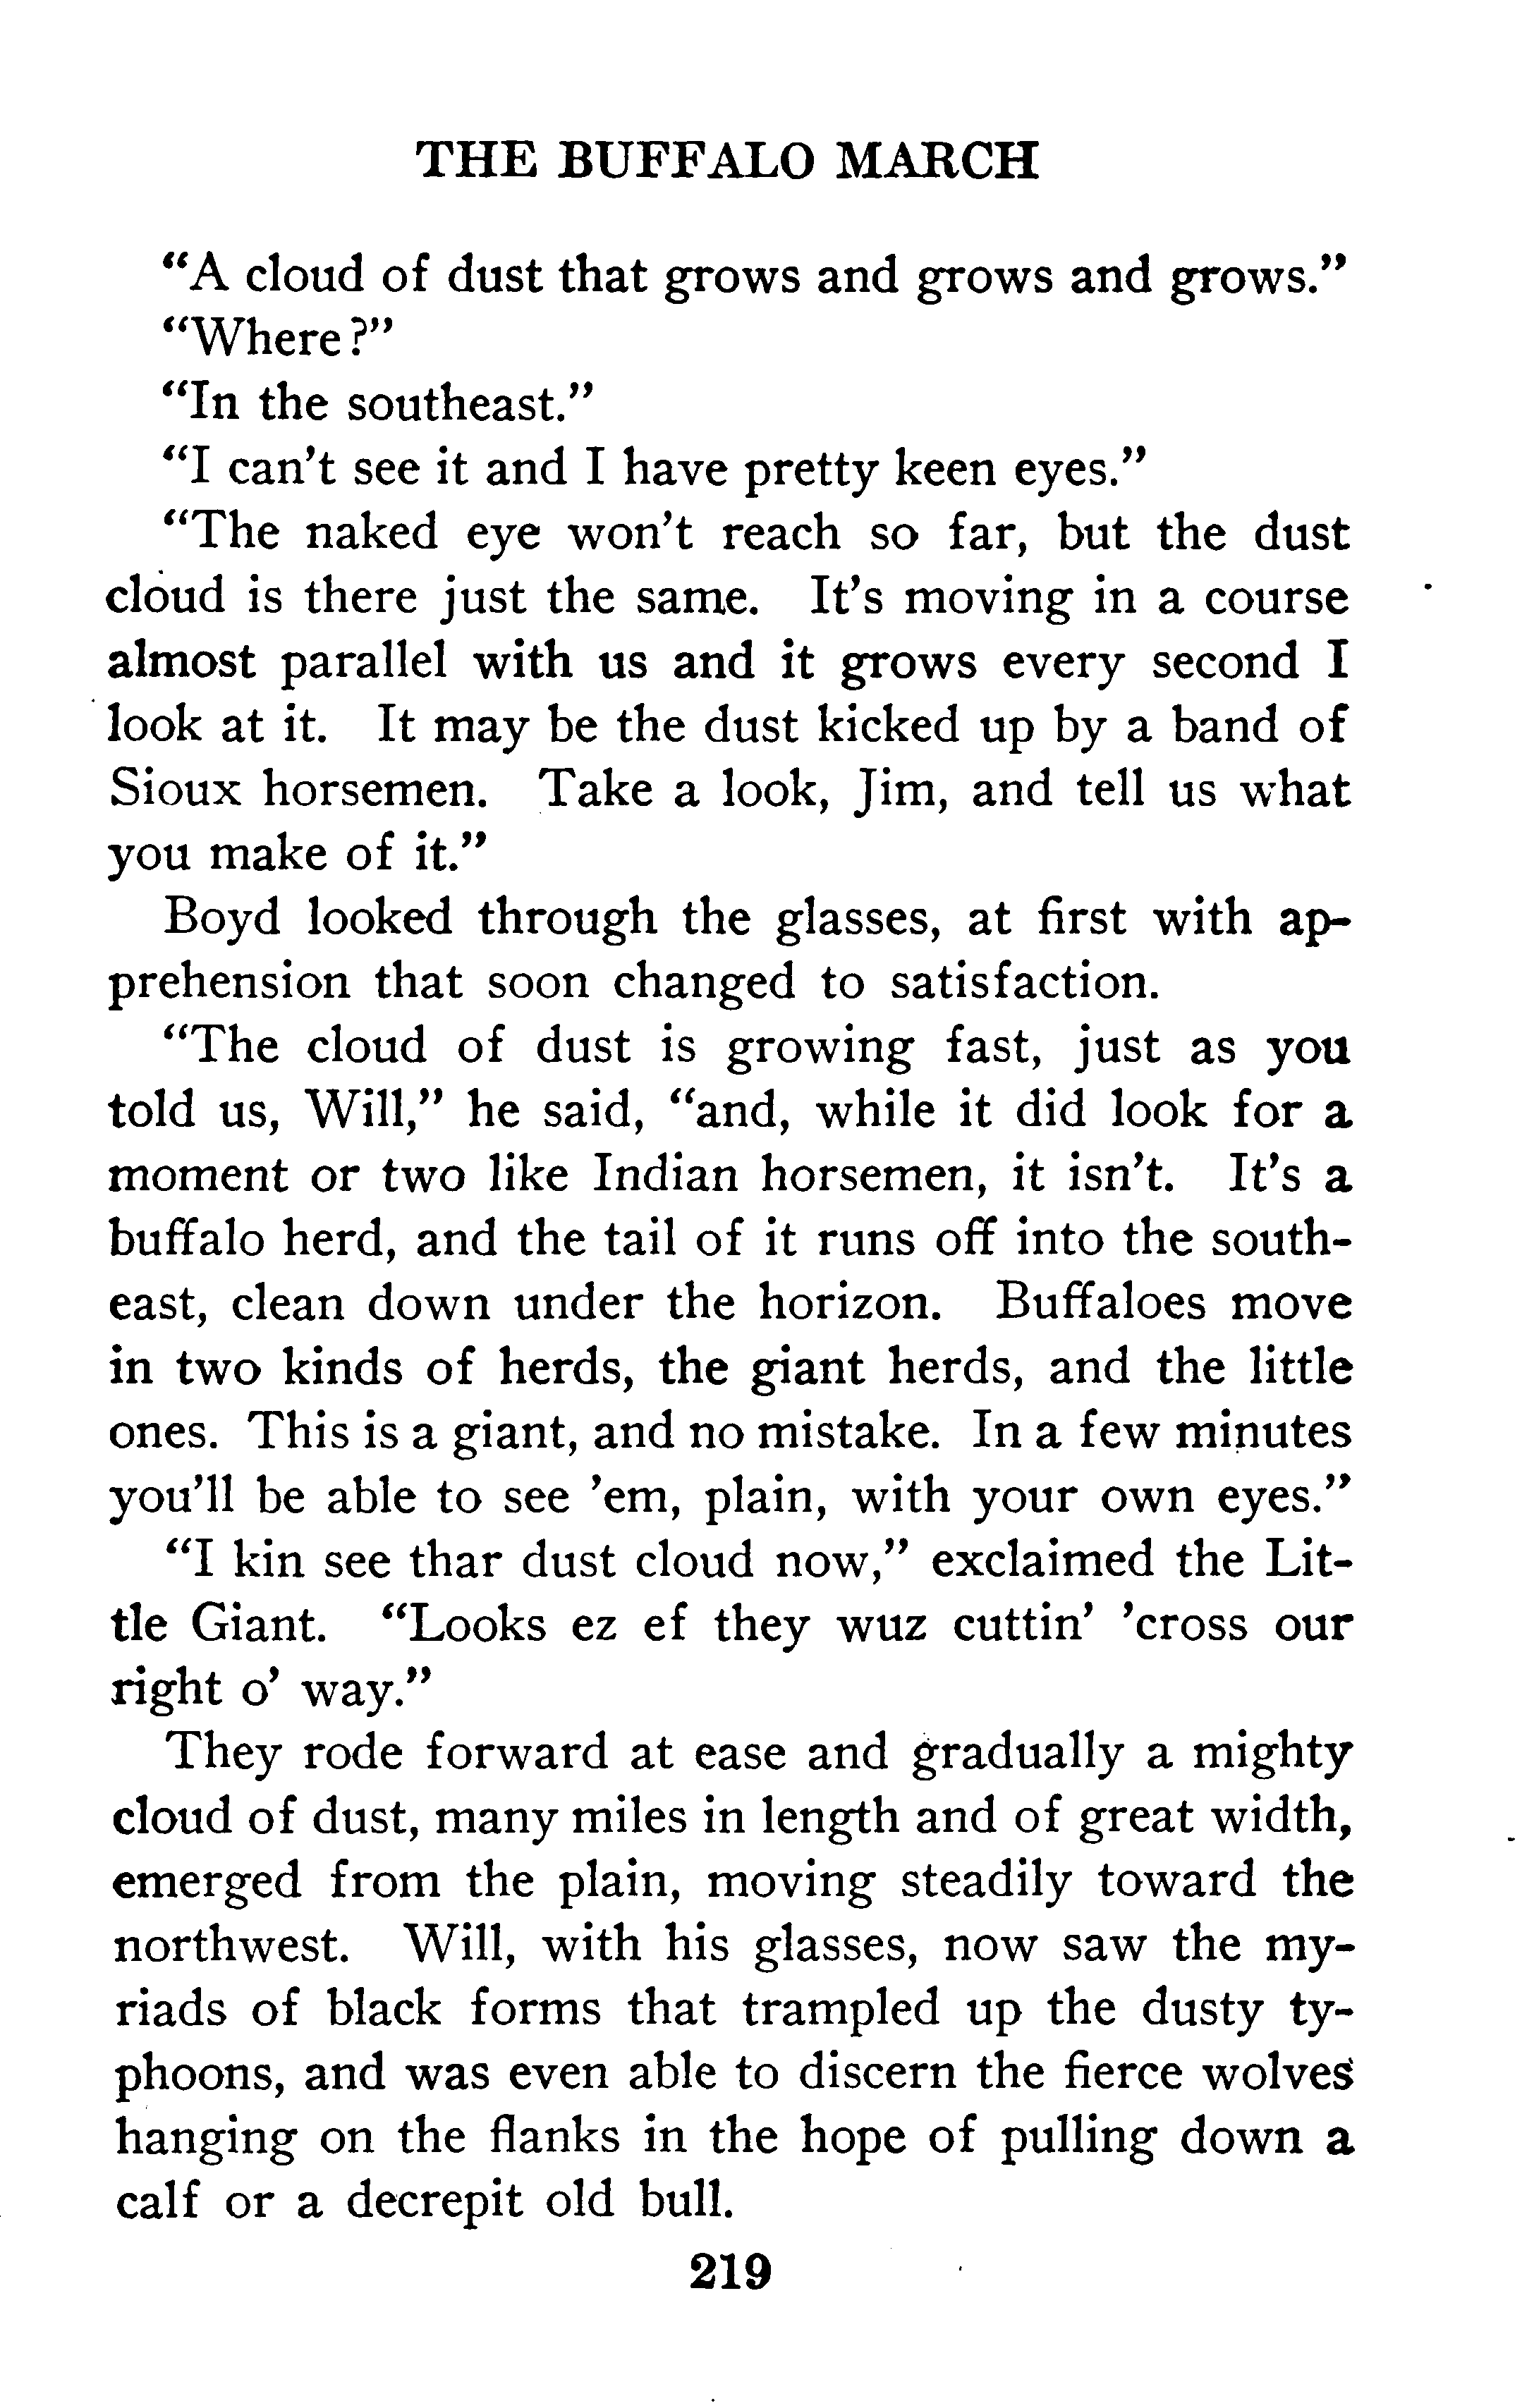 THE BUFFALO MARCH
“A cloud of dust that grows and grows and grows.”
“Where?”
“In the southeast.”
“I can’t see it and I have pretty keen eyes.”
“The naked eye won’t reach so far, but the dust
cloud is there just the same. It’s moving in a course
almost parallel with us and it grows every second I
look at it. It may be the dust kicked up by a band of
Sioux horsemen. Take a look, Jim, and tell us what
you make of it.”
Boyd looked through the glasses, at first with ap-
prehension that soon changed to satisfaction.
“The cloud of dust is growing fast, just as you
told us, Will,” he said, “and, while it did look for a
moment or two like Indian horsemen, it isn’t. It’s a
buffalo herd, and the tail of it runs off into the south-
east, clean down under the horizon. Buffaloes move
in two kinds of herds, the giant herds, and the little
ones. This is a giant, and no mistake. In a few minutes
you’ll be able to see ’em, plain, with your own eyes.”
“I kin see thar dust cloud now,” exclaimed the Lit-
tle Giant. “Looks ez ef they wuz cuttin’ ’cross our
right o’ way.”
They rode forward at ease and gradually a mighty
cloud of dust, many miles in length and of great width,
emerged from the plain, moving steadily toward the
northwest. Will, with his glasses, now saw the my-
riads of black forms that trampled up the dusty ty-
phoons, and was even able to discern the fierce wolves
hanging on the flanks in the hope of pulling down a
calf or a decrepit old bull.
219